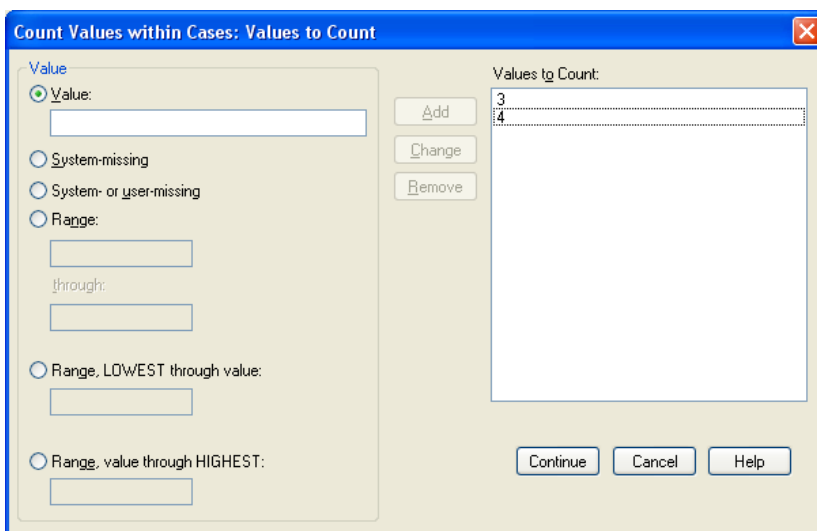 Count Values within Cases: Values to Count
Value
Value:
System-missing
System- or user-missing
Range:
through:
Range, LOWEST through value:
Range, value through HIGHEST:
Add
Change
Remove
Values to Count:
3
4
Continue
Cancel
Help